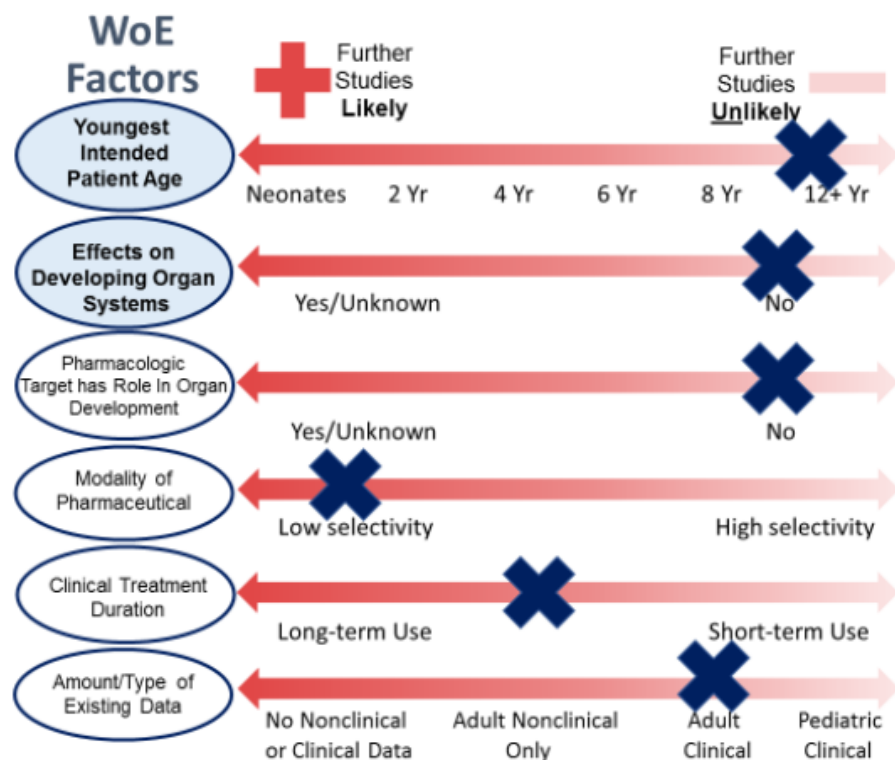 WoE
Factors
Further
Studies
Likely
Further
Studies
Unlikely
Youngest
Intended
Patient Age
Neonates 2 Yr 4 Yr 6 Yr 8 Yr 12+ Yr
Effects on
Developing Organ
Systems
Yes/Unknown No
Pharmacologic
Target has Role In Organ
Development
Yes/Unknown No
Modality of
Pharmaceutical
Low selectivity High selectivity
Clinical Treatment
Duration
Long-term Use Short-term Use
Amount/Type of
Existing Data
No Nonclinical Adult Nonclinical Adult Pediatric
or Clinical Data Only Clinical Clinical